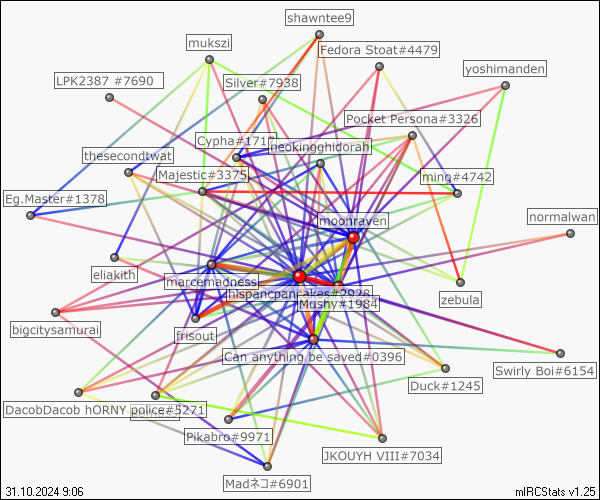 shawntee9
mukszi
Fedora Stoat#4479
yoshimanden
LPK2387 #7690
Silver#7938
Pocket Persona#3326
Cypha#171
neokingghidorah
thesecondtwat
Majestic#3375
ming#4742
Eg.Master#1378
moonraven
normalwan
eliakith
marcemadness
hispancpancakes#2928
zebula
Mushy#1984
bigcitysamurai
frisout
Can anything be saved#0396
Swirly Boi#6154
Duck#1245
DacobDacob hORNY police#5271
Pikabro#9971
JKOUYH VIII#7034
Madネコ#6901
31.10.2024 9:06
mIRCStats v1.25